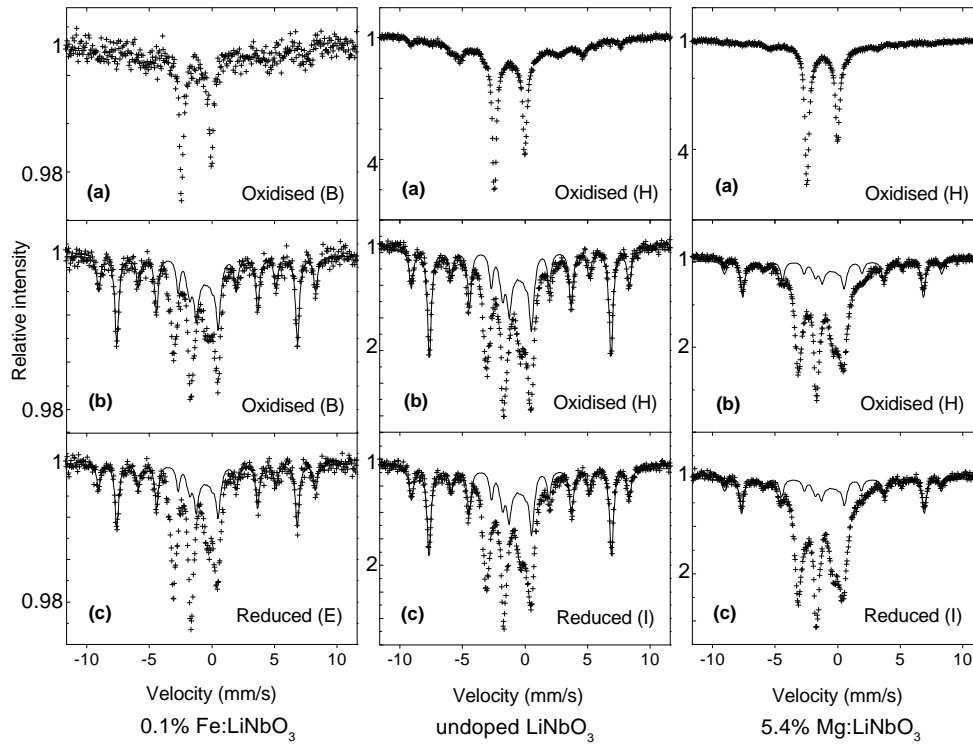 1
0.98
(a)
Oxidised (B)
1
4
(a)
Oxidised (H)
1
4
(a)
Oxidised (H)
Relative intensity
1
0.98
(b)
Oxidised (B)
1
2
(b)
Oxidised (H)
1
2
(b)
Oxidised (H)
1
0.98
(c)
Reduced (E)
1
2
(c)
Reduced (I)
1
2
(c)
Reduced (I)
-10 -5 0 5 10
-10 -5 0 5 10
-10 -5 0 5 10
Velocity (mm/s)
Velocity (mm/s)
Velocity (mm/s)
0.1% Fe:LiNbO₃
undoped LiNbO₃
5.4% Mg:LiNbO₃